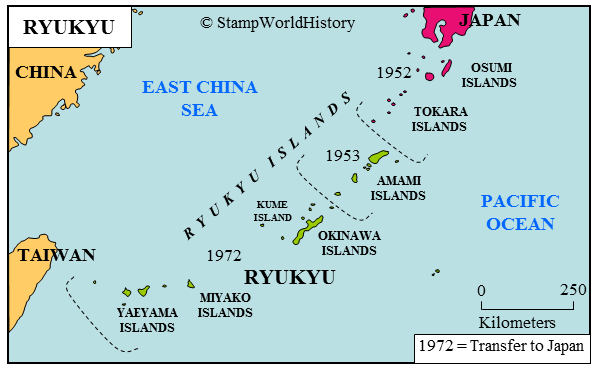 RYUKYU
© StampWorldHistory
JAPAN
CHINA
1952
OSUMI
ISLANDS
EAST CHINA
SEA
TOKARA
ISLANDS
RYUKYU ISLANDS
1953
AMAMI
ISLANDS
KUME
ISLAND
PACIFIC
OCEAN
OKINAWA
ISLANDS
TAIWAN
1972
RYUKYU
MIYAKO
ISLANDS
YAEYAMA
ISLANDS
0 250
Kilometers
1972 = Transfer to Japan